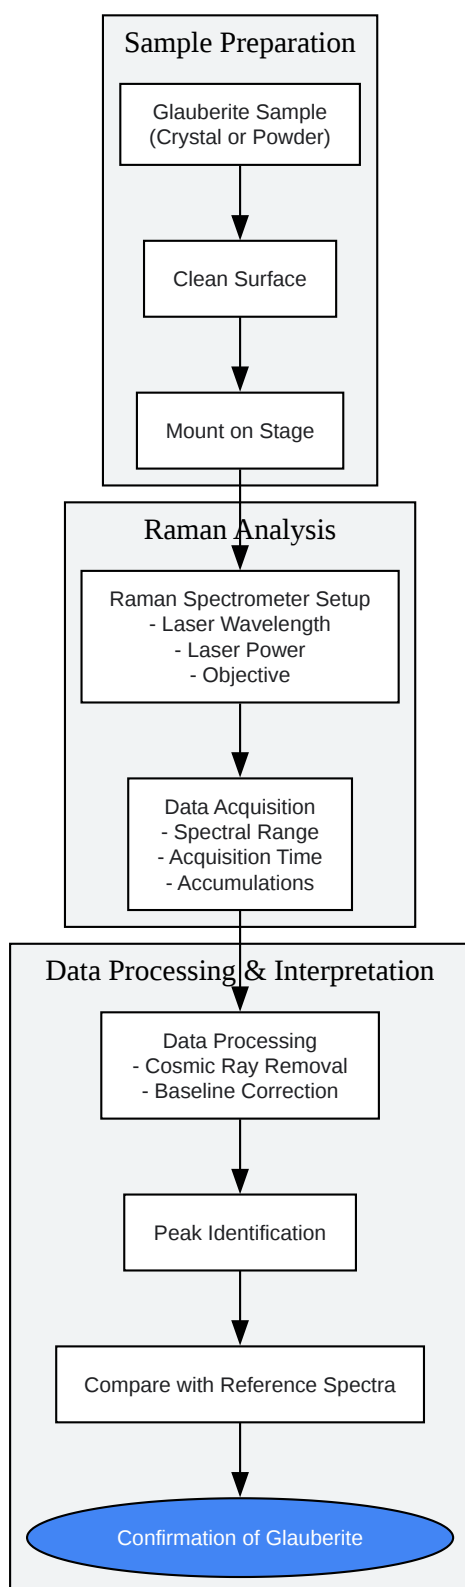 Sample Preparation
Glauberite Sample
(Crystal or Powder)
Clean Surface
Mount on Stage
Raman Analysis
Raman Spectrometer Setup
- Laser Wavelength
- Laser Power
- Objective
Data Acquisition
- Spectral Range
- Acquisition Time
- Accumulations
Data Processing & Interpretation
Data Processing
- Cosmic Ray Removal
- Baseline Correction
Peak Identification
Compare with Reference Spectra
Confirmation of Glauberite